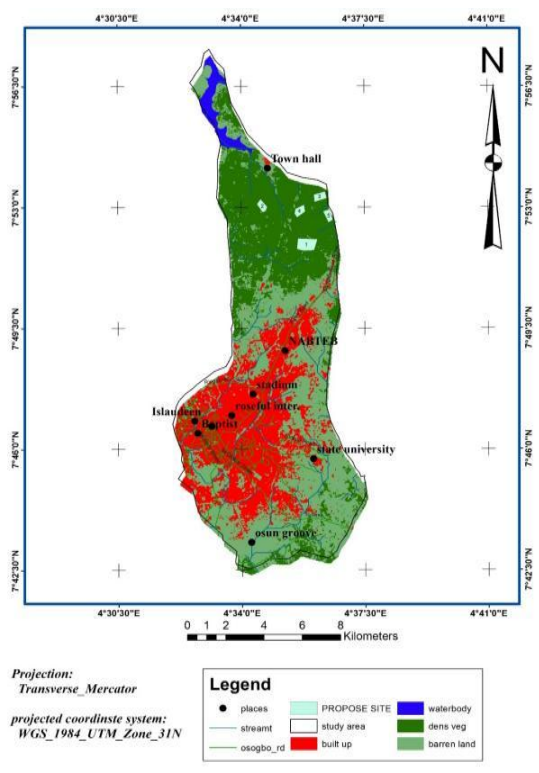 4°30'30"E 4°34'0"E 4°37'30"E 4°41'0"E
7°56'30"N 7°56'30"N
N
Town hall
7°53'0"N 7°53'0"N
1
7°49'30"N 7°49'30"N
NABTEB
stadium
Islaudeen roseful inter.
Baptist
7°46'0"N 7°46'0"N
state university
osun groove
7°42'30"N 7°42'30"N
4°30'30"E 4°34'0"E 4°37'30"E 4°41'0"E
0 1 2 4 6 8
Kilometers
Projection:
Transverse_Mercator
projected coordinste system:
WGS_1984_UTM_Zone_31N
Legend
places PROPOSE SITE waterbody
streamt study area dens veg
osogbo_rd built up barren land